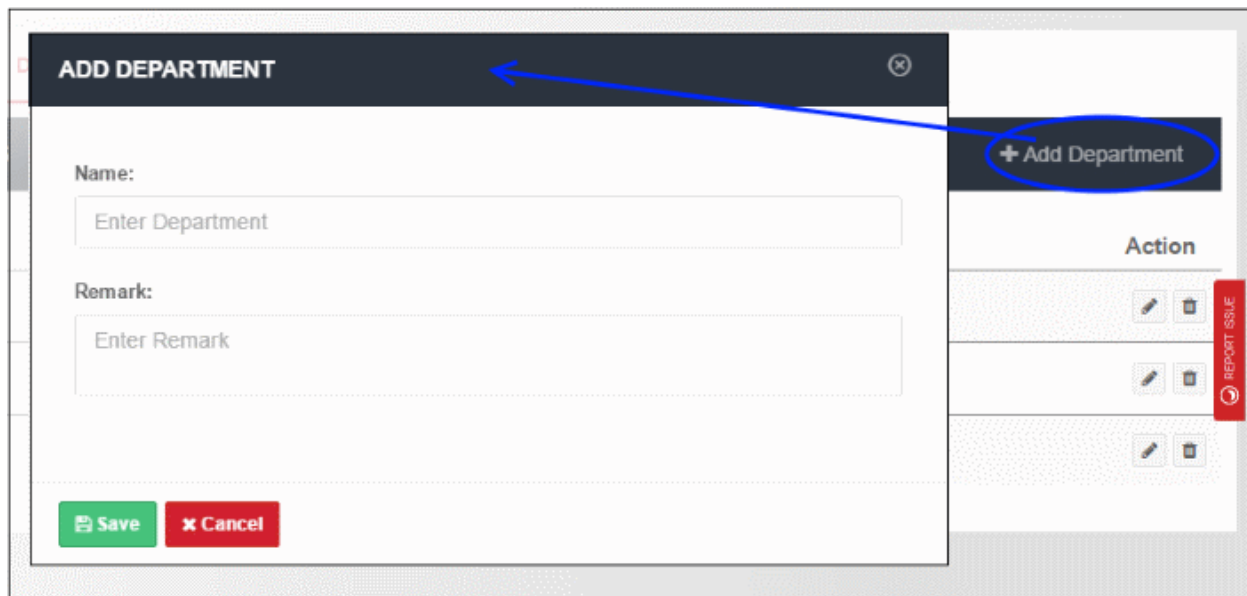 ADD DEPARTMENT
Add Department
Name:
Enter Department
Action
Remark:
Enter Remark
REPORT ISSUE
Save
Cancel